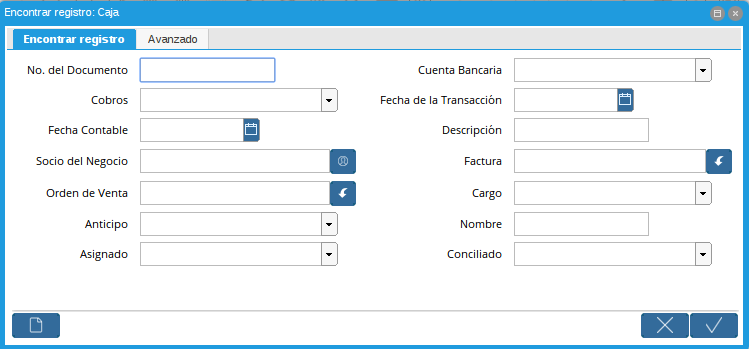 Encontrar registro: Caja
Encontrar registro Avanzado
No. del Documento Cuenta Bancaria
Cobros Fecha de la Transacción
Fecha Contable Descripción
Socio del Negocio Factura
Orden de Venta Cargo
Anticipo Nombre
Asignado Conciliado